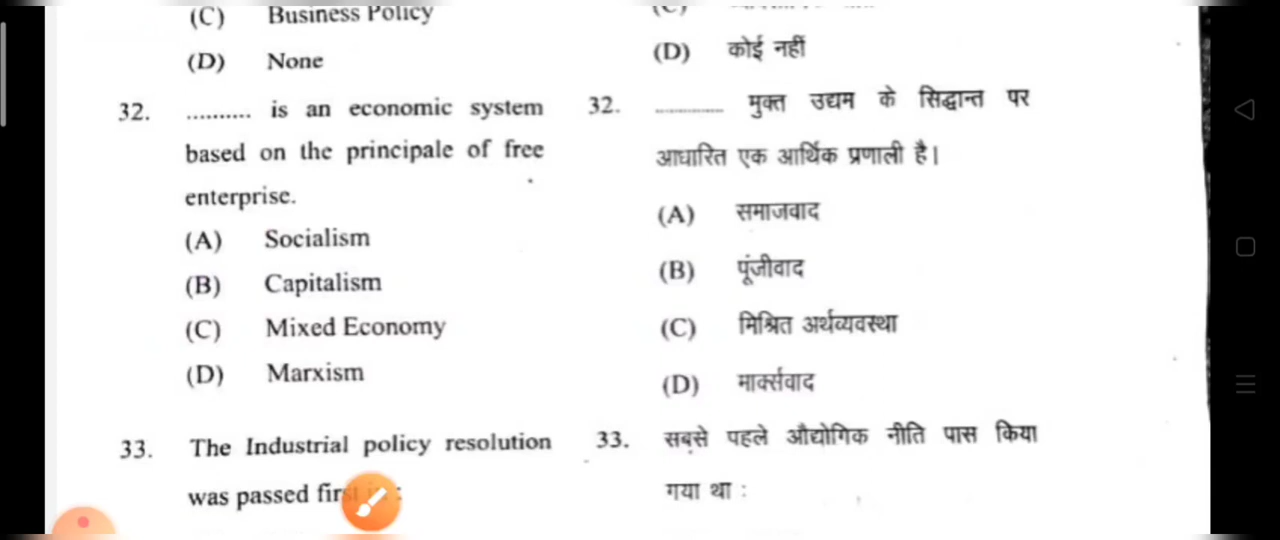 (C) Business Policy
(D) None
32. .......... is an economic system
based on the principale of free
enterprise.
(A) Socialism
(B) Capitalism
(C) Mixed Economy
(D) Marxism
33. The Industrial policy resolution
was passed first
(C)
(D) कोई नहीं
32. .............. मुक्त उद्यम के सिद्धान्त पर
आधारित एक आर्थिक प्रणाली है।
(A) समाजवाद
(B) पूंजीवाद
(C) मिश्रित अर्थव्यवस्था
(D) मार्क्सवाद
33. सबसे पहले औद्योगिक नीति पास किया
गया था :